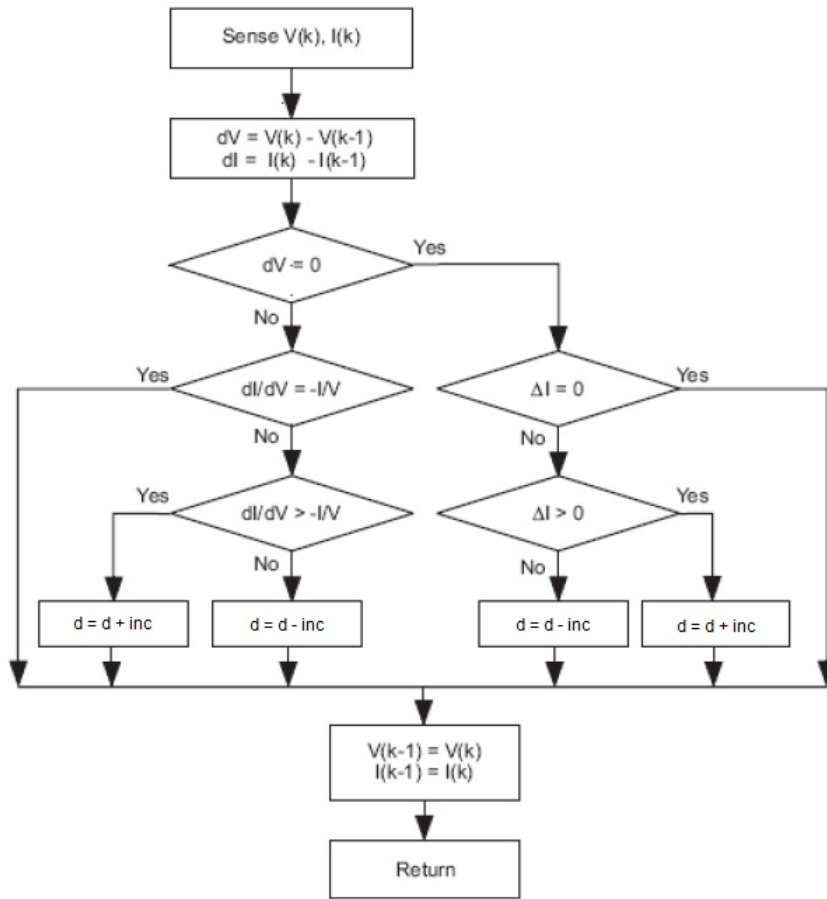 Sense V(k), I(k)
dV = V(k) - V(k-1)
dI = I(k) - I(k-1)
dV = 0
Yes
No
Yes
dI/dV = -I/V
ΔI = 0
Yes
No
No
Yes
dI/dV > -I/V
ΔI > 0
Yes
No
No
d = d + inc
d = d - inc
d = d - inc
d = d + inc
V(k-1) = V(k)
I(k-1) = I(k)
Return